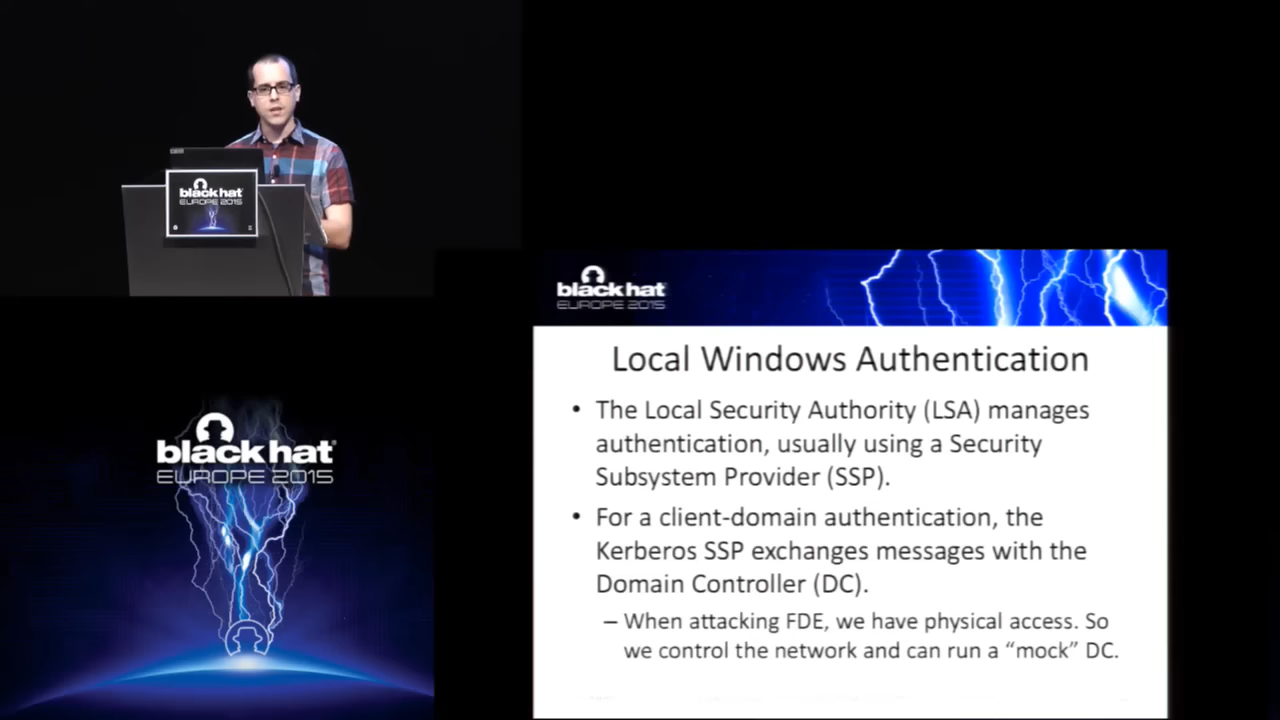 black hat
EUROPE 2015
black hat
EUROPE 2015
Local Windows Authentication
• The Local Security Authority (LSA) manages
authentication, usually using a Security
Subsystem Provider (SSP).
• For a client-domain authentication, the
Kerberos SSP exchanges messages with the
Domain Controller (DC).
– When attacking FDE, we have physical access. So
we control the network and can run a “mock” DC.
black hat®
EUROPE 2015